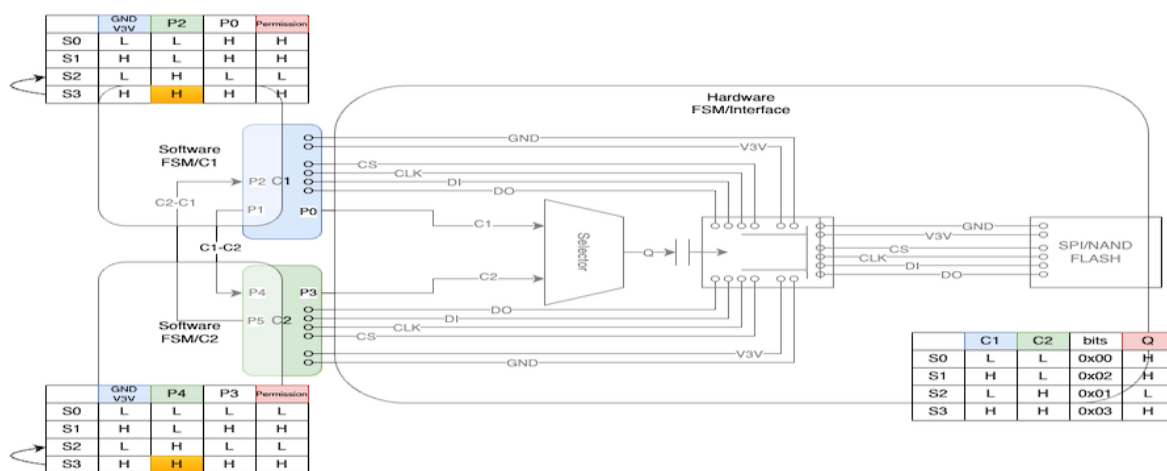 GND
V3V P2 P0 Permission
S0 L L H H
S1 H L H H
S2 L H L L
S3 H H H H
Hardware
FSM/Interface
GND
V3V
Software
FSM/C1
CS
CLK
DI
DO
P2 C1
C2-C1
P1
P0
C1
C1-C2
Selector
Q
GND
V3V
CS
CLK
DI
DO
SPI/NAND
FLASH
C2
P4
P3
P5 C2
Software
FSM/C2
DO
DI
CLK
CS
V3V
GND
C1 C2 bits Q
S0 L L 0x00 H
S1 H L 0x02 H
S2 L H 0x01 L
S3 H H 0x03 H
GND
V3V P4 P3 Permission
S0 L L L L
S1 H L H H
S2 L H L L
S3 H H H H